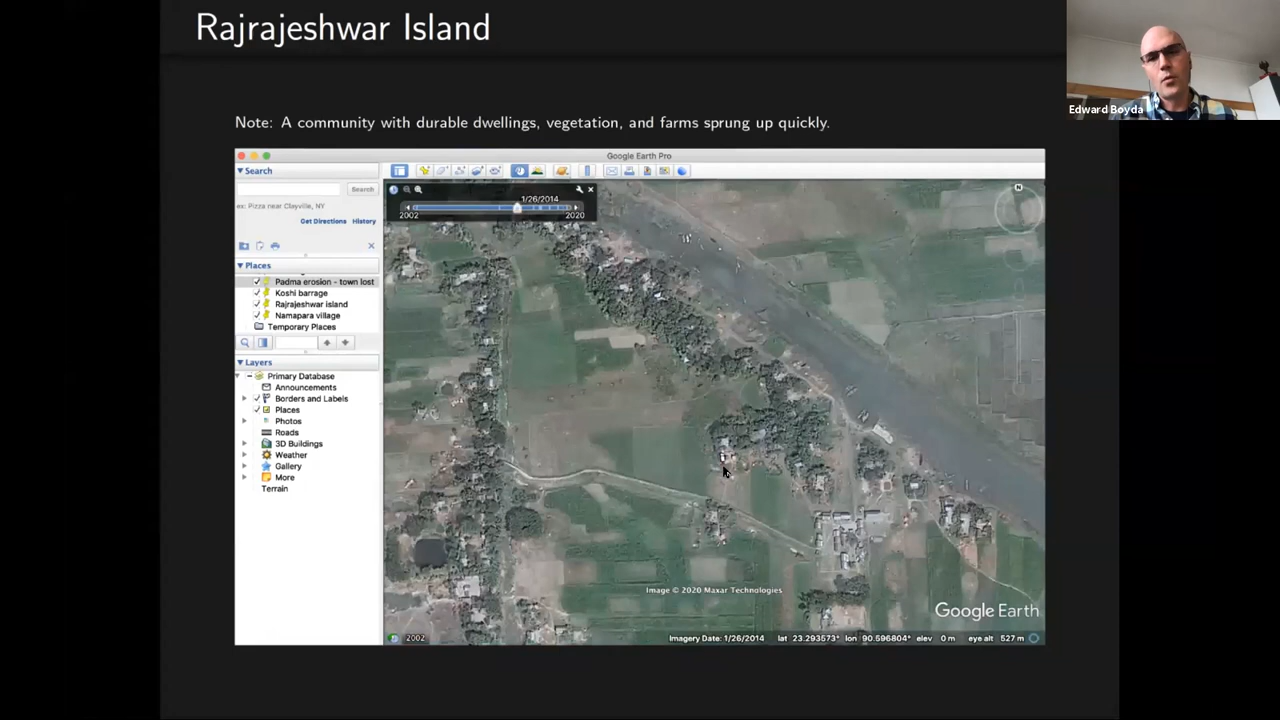 Rajrajeshwar Island
Edward Boyda
Note: A community with durable dwellings, vegetation, and farms sprung up quickly.
Google Earth Pro
Search
Search
ex: Pizza near Clayville, NY
Get Directions History
1/26/2014
2002 2020
N
Places
Padma erosion - town lost
Koshi barrage
Rajrajeshwar island
Namapara village
Temporary Places
Layers
Primary Database
Announcements
Borders and Labels
Places
Photos
Roads
3D Buildings
Weather
Gallery
More
Terrain
Image © 2020 Maxar Technologies
Google Earth
2002
Imagery Date: 1/26/2014 lat 23.293573° lon 90.596804° elev 0 m eye alt 527 m